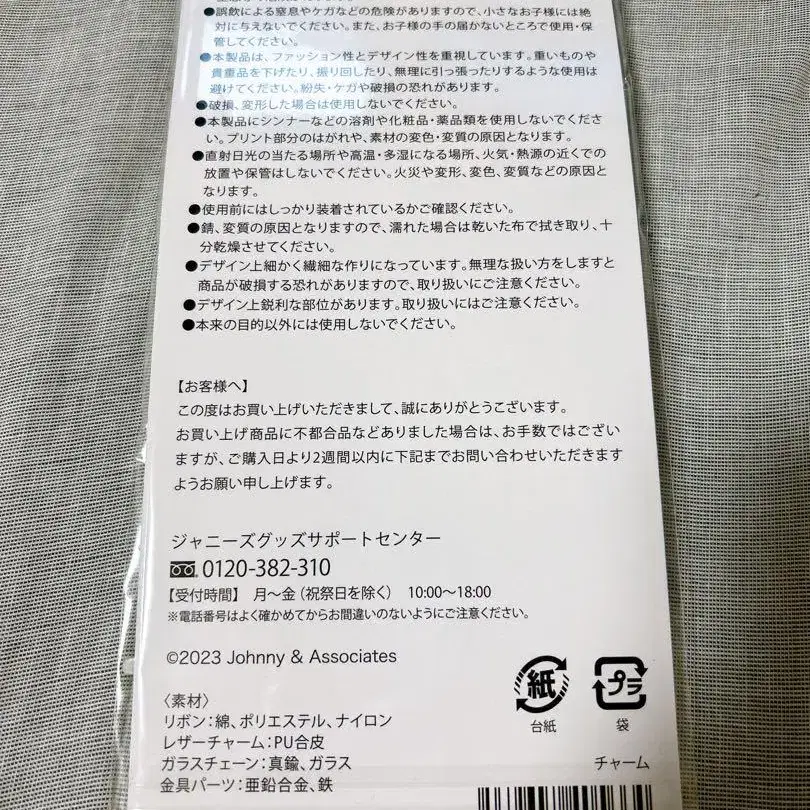 ●誤飲による窒息やケガなどの危険がありますので、小さなお子様には絶
対に与えないでください。また、お子様の手の届かないところで使用・保
管してください。
●本製品は、ファッション性とデザイン性を重視しています。重いものや
貴重品を下げたり、振り回したり、無理に引っ張ったりするような使用は
避けてください。紛失・ケガや破損の恐れがあります。
●破損、変形した場合は使用しないでください。
●本製品にシンナーなどの溶剤や化粧品・薬品類を使用しないでくださ
い。プリント部分のはがれや、素材の変色・変質の原因となります。
●直射日光の当たる場所や高温・多湿になる場所、火気・熱源の近くでの
放置や保管はしないでください。火災や変形、変色、変質などの原因と
なります。
●使用前にはしっかり装着されているかご確認ください。
●錆、変質の原因となりますので、濡れた場合は乾いた布で拭き取り、十
分乾燥させてください。
●デザイン上細かく繊細な作りになっています。無理な扱い方をしますと
商品が破損する恐れがありますので、取り扱いにはご注意ください。
●デザイン上鋭利な部位があります。取り扱いにはご注意ください。
●本来の目的以外には使用しないでください。
【お客様へ】
この度はお買い上げいただきまして、誠にありがとうございます。
お買い上げ商品に不都合品などありました場合は、お手数ではござい
ますが、ご購入日より2週間以内に下記までお問い合わせいただきます
ようお願い申し上げます。
ジャニーズグッズサポートセンター
0120-382-310
【受付時間】 月〜金（祝祭日を除く） 10:00〜18:00
※電話番号はよく確かめてからお間違いのないようにご注意ください。
©2023 Johnny & Associates
紙 プラ
台紙 袋
〈素材〉
リボン：綿、ポリエステル、ナイロン
レザーチャーム：PU合皮
ガラスチェーン：真鍮、ガラス
チャーム
金具パーツ：亜鉛合金、鉄